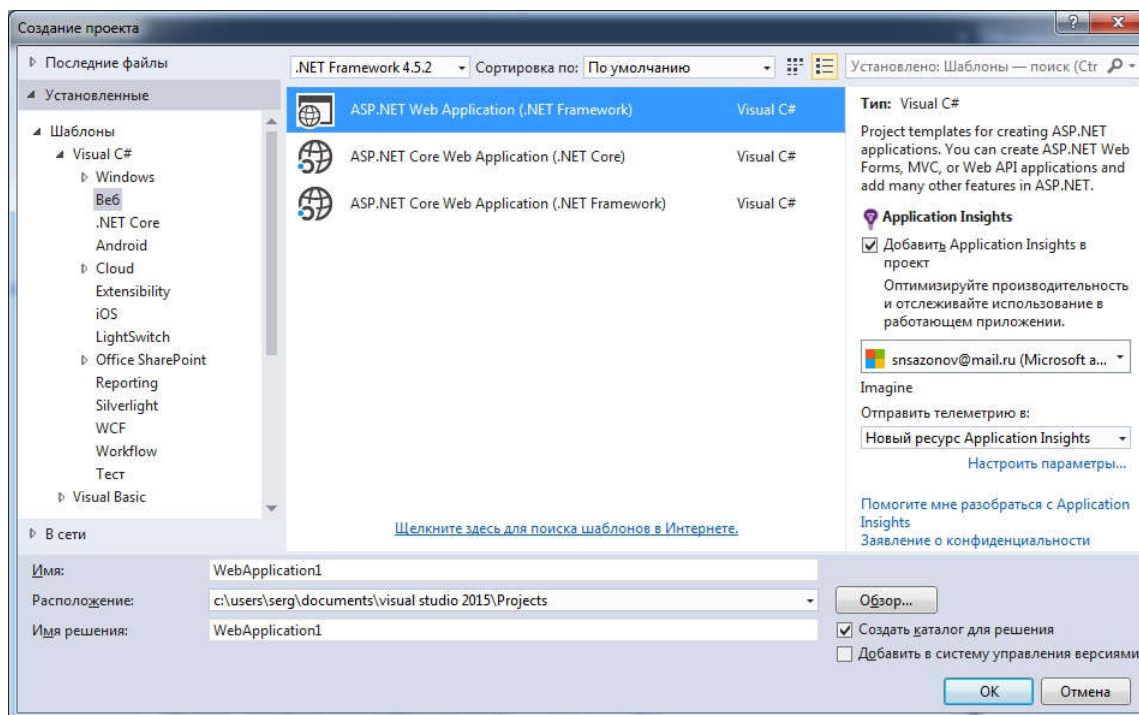 Создание проекта
Последние файлы
.NET Framework 4.5.2 Сортировка по: По умолчанию
Установлено: Шаблоны — поиск (Ctr
Установленные
Шаблоны
Visual C#
Windows
Веб
.NET Core
Android
Cloud
Extensibility
iOS
LightSwitch
Office SharePoint
Reporting
Silverlight
WCF
Workflow
Тест
Visual Basic
В сети
ASP.NET Web Application (.NET Framework) Visual C#
ASP.NET Core Web Application (.NET Core) Visual C#
ASP.NET Core Web Application (.NET Framework) Visual C#
Щелкните здесь для поиска шаблонов в Интернете.
Тип: Visual C#
Project templates for creating ASP.NET
applications. You can create ASP.NET Web
Forms, MVC, or Web API applications and
add many other features in ASP.NET.
Application Insights
Добавить Application Insights в
проект
Оптимизируйте производительность
и отслеживайте использование в
работающем приложении.
snsazonov@mail.ru (Microsoft a...
Imagine
Отправить телеметрию в:
Новый ресурс Application Insights
Настроить параметры...
Помогите мне разобраться с Application
Insights
Заявление о конфиденциальности
Имя: WebApplication1
Расположение: c:\users\serg\documents\visual studio 2015\Projects
Обзор...
Имя решения: WebApplication1
Создать каталог для решения
Добавить в систему управления версиями
OK Отмена